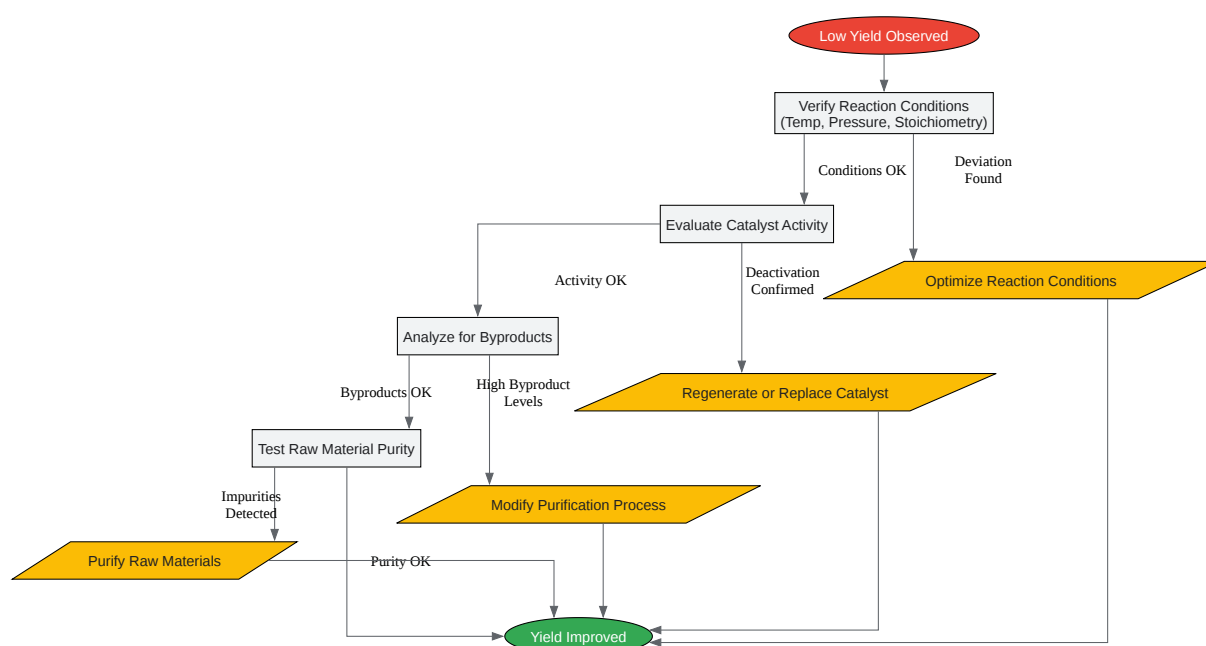 Low Yield Observed
Verify Reaction Conditions
(Temp, Pressure, Stoichiometry)
Conditions OK
Deviation
Found
Evaluate Catalyst Activity
Activity OK
Deactivation
Confirmed
Optimize Reaction Conditions
Analyze for Byproducts
Byproducts OK
High Byproduct
Levels
Regenerate or Replace Catalyst
Test Raw Material Purity
Impurities
Detected
Modify Purification Process
Purify Raw Materials
Purity OK
Yield Improved